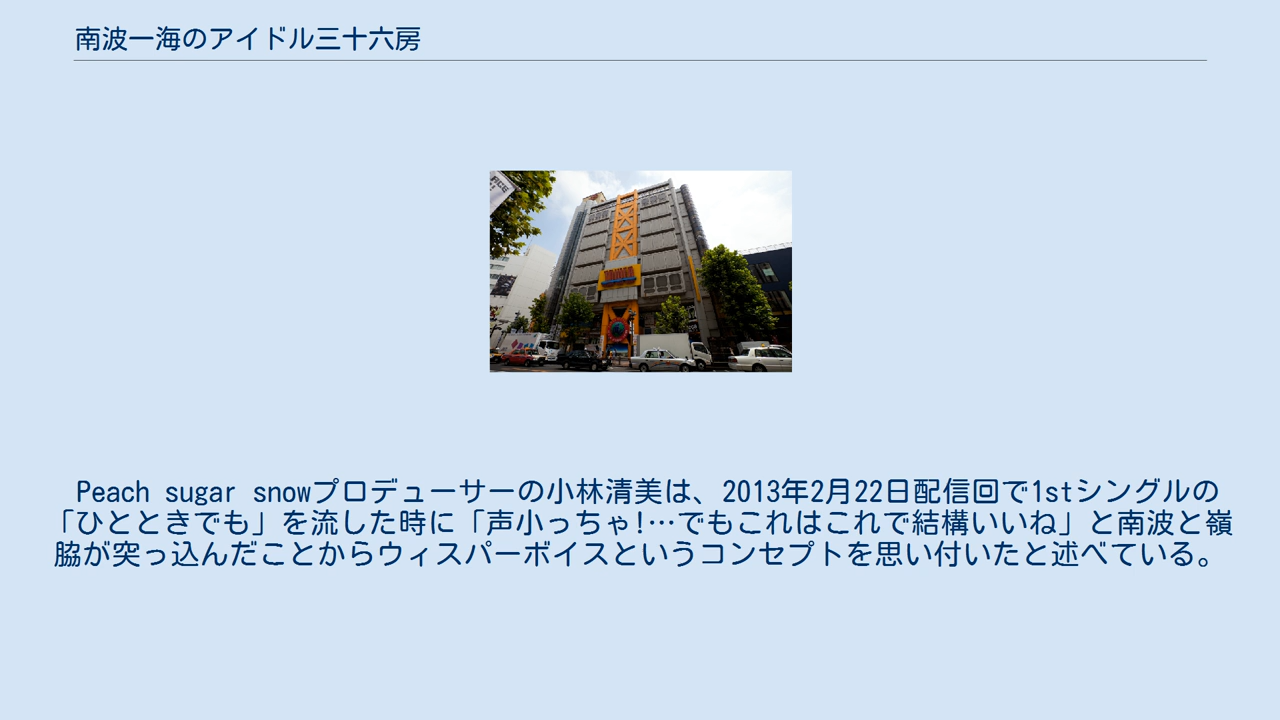 南波一海のアイドル三十六房
Peach sugar snowプロデューサーの小林清美は、2013年2月22日配信回で1stシングルの
「ひとときでも」を流した時に「声小っちゃ!…でもこれはこれで結構いいね」と南波と嶺
脇が突っ込んだことからウィスパーボイスというコンセプトを思い付いたと述べている。